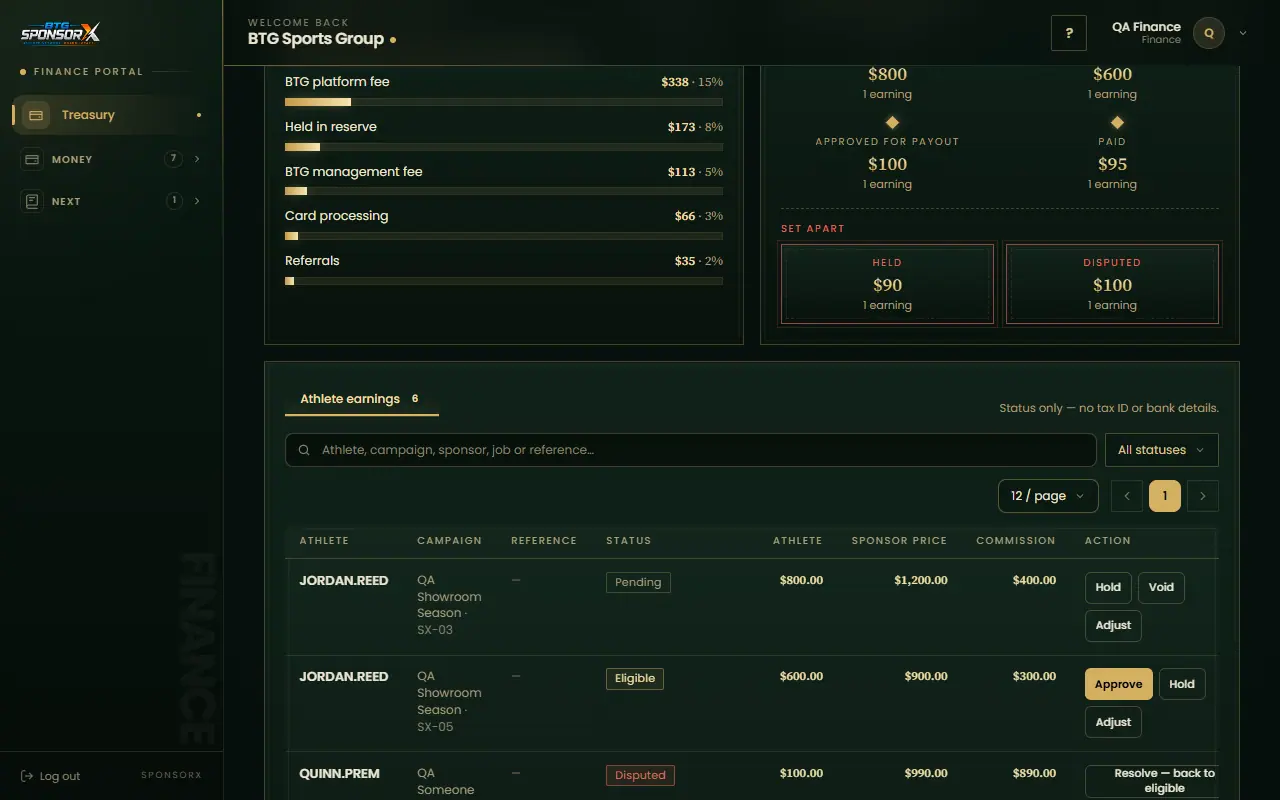 BTG
SPONSORX
FINANCE PORTAL
Treasury
MONEY 7
NEXT 1
FINANCE
Log out SPONSORX
WELCOME BACK
BTG Sports Group
?
QA Finance
Finance
Q
BTG platform fee $338 · 15%
Held in reserve $173 · 8%
BTG management fee $113 · 5%
Card processing $66 · 3%
Referrals $35 · 2%
$800 $600
1 earning 1 earning
APPROVED FOR PAYOUT PAID
$100 $95
1 earning 1 earning
SET APART
HELD DISPUTED
$90 $100
1 earning 1 earning
Athlete earnings 6
Status only — no tax ID or bank details.
Athlete, campaign, sponsor, job or reference…
All statuses
12 / page
1
ATHLETE CAMPAIGN REFERENCE STATUS ATHLETE SPONSOR PRICE COMMISSION ACTION
JORDAN.REED QA Showroom Season · SX-03 — Pending $800.00 $1,200.00 $400.00 Hold Void Adjust
JORDAN.REED QA Showroom Season · SX-05 — Eligible $600.00 $900.00 $300.00 Approve Hold Adjust
QUINN.PREM QA Someone — Disputed $100.00 $990.00 $890.00 Resolve — back to eligible